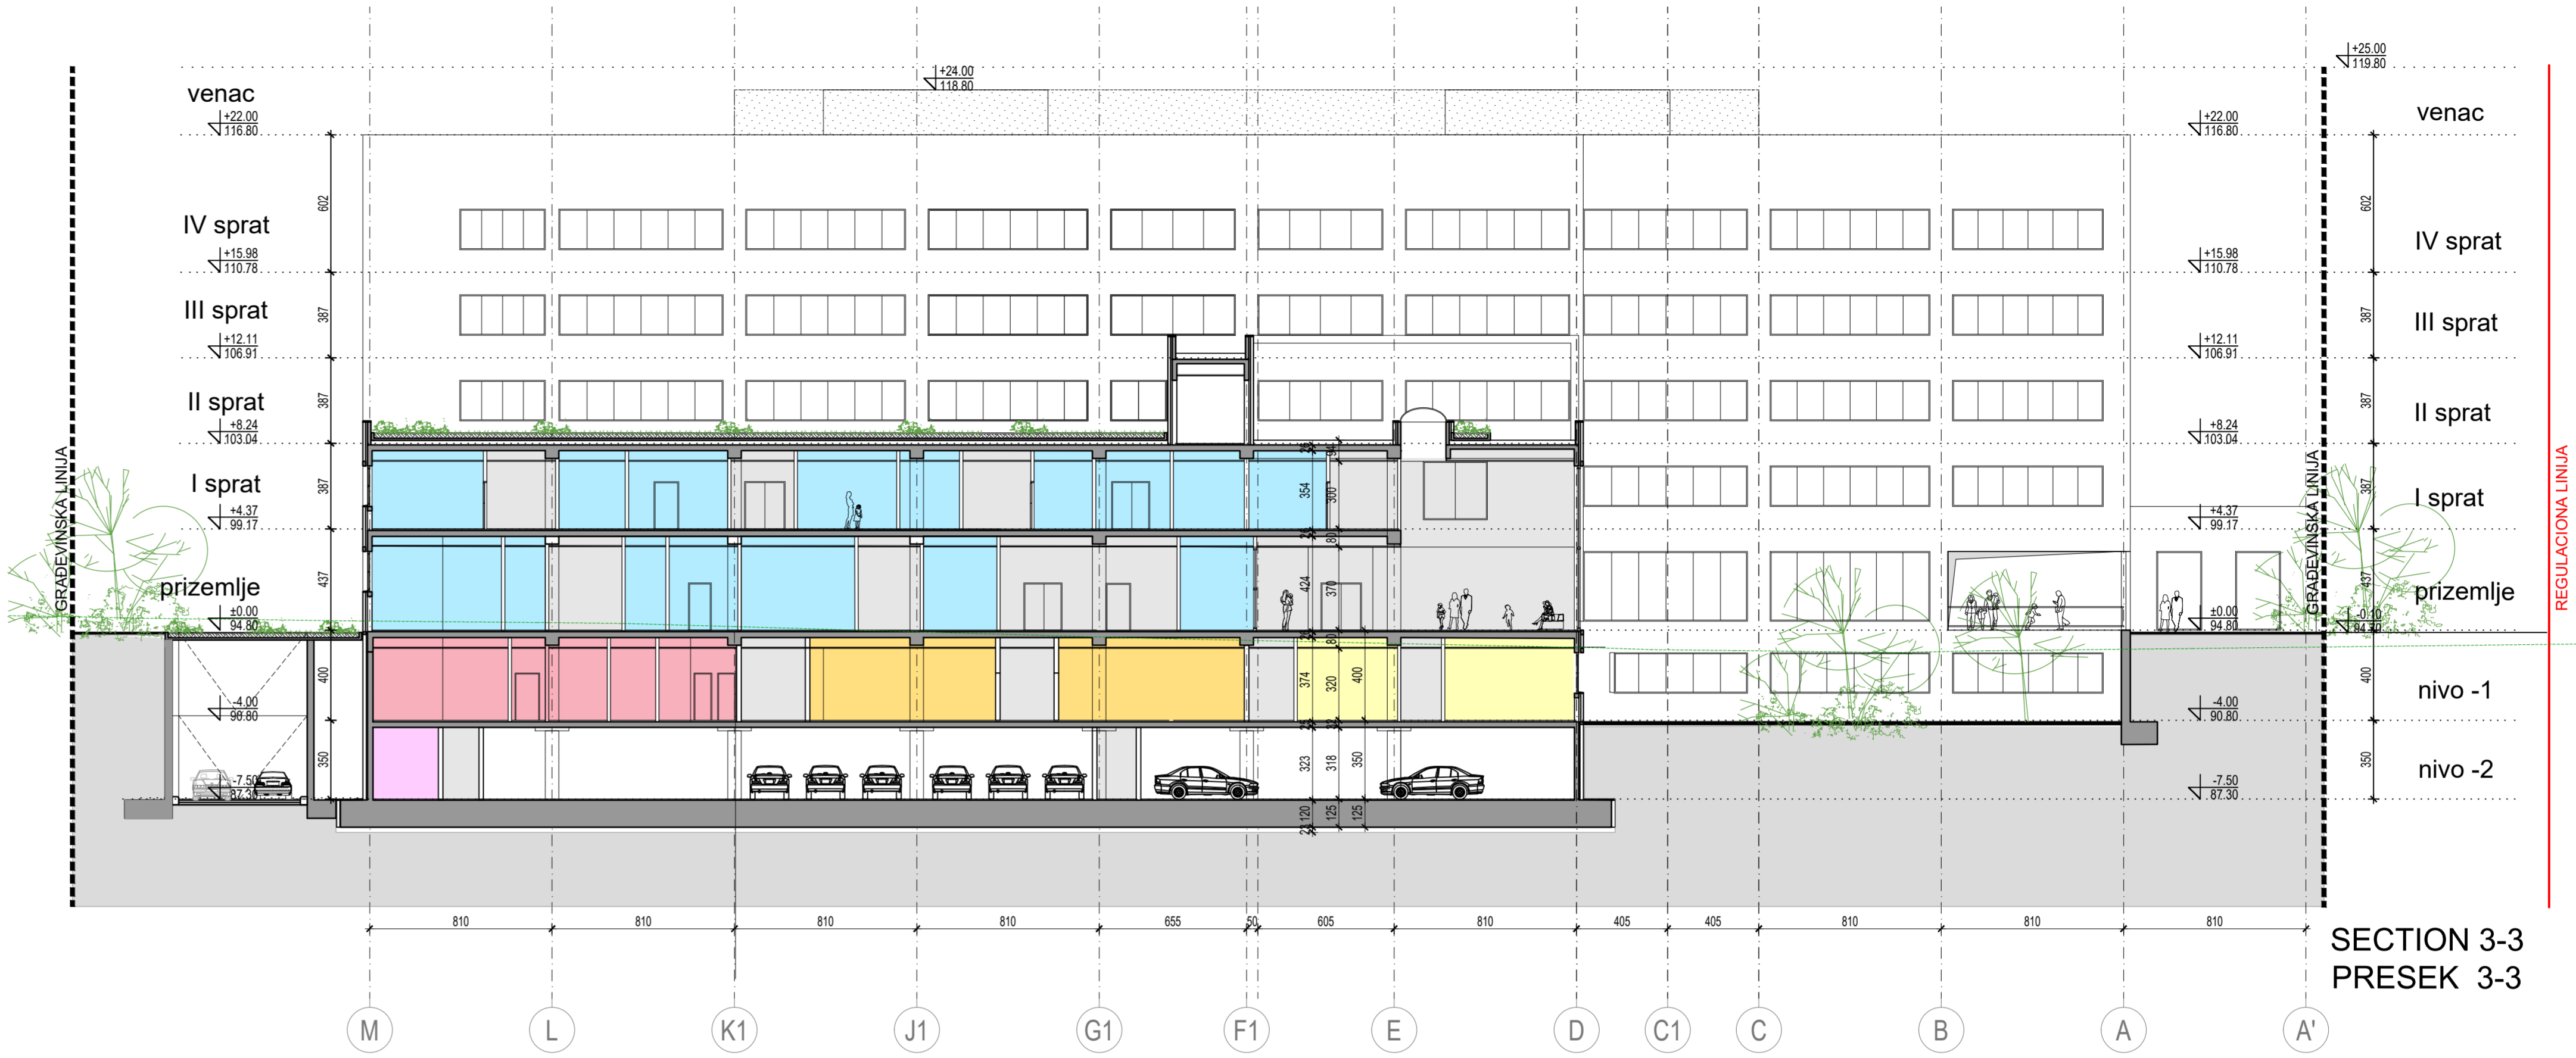 +25.00
119.80
+24.00
118.80
venac
+22.00
116.80
+22.00
116.80
venac
602
602
IV sprat
+15.98
110.78
+15.98
110.78
IV sprat
387
387
III sprat
+12.11
106.91
+12.11
106.91
III sprat
387
387
II sprat
+8.24
103.04
+8.24
103.04
II sprat
GRAĐEVINSKA LINIJA
GRAĐEVINSKA LINIJA
REGULACIONA LINIJA
387
26
94
354
300
387
I sprat
+4.37
99.17
+4.37
99.17
I sprat
437
26
80
424
370
437
prizemlje
±0.00
94.80
±0.00
94.80
-0.10
prizemlje
400
26
80
374
320
400
400
-4.00
90.80
-4.00
90.80
nivo -1
350
32
323
318
350
350
-7.50
87.30
-7.50
87.30
nivo -2
120
125
125
23
810
810
810
810
655
50
605
810
405
405
810
810
810
SECTION 3-3
PRESEK 3-3
M
L
K1
J1
G1
F1
E
D
C1
C
B
A
A'